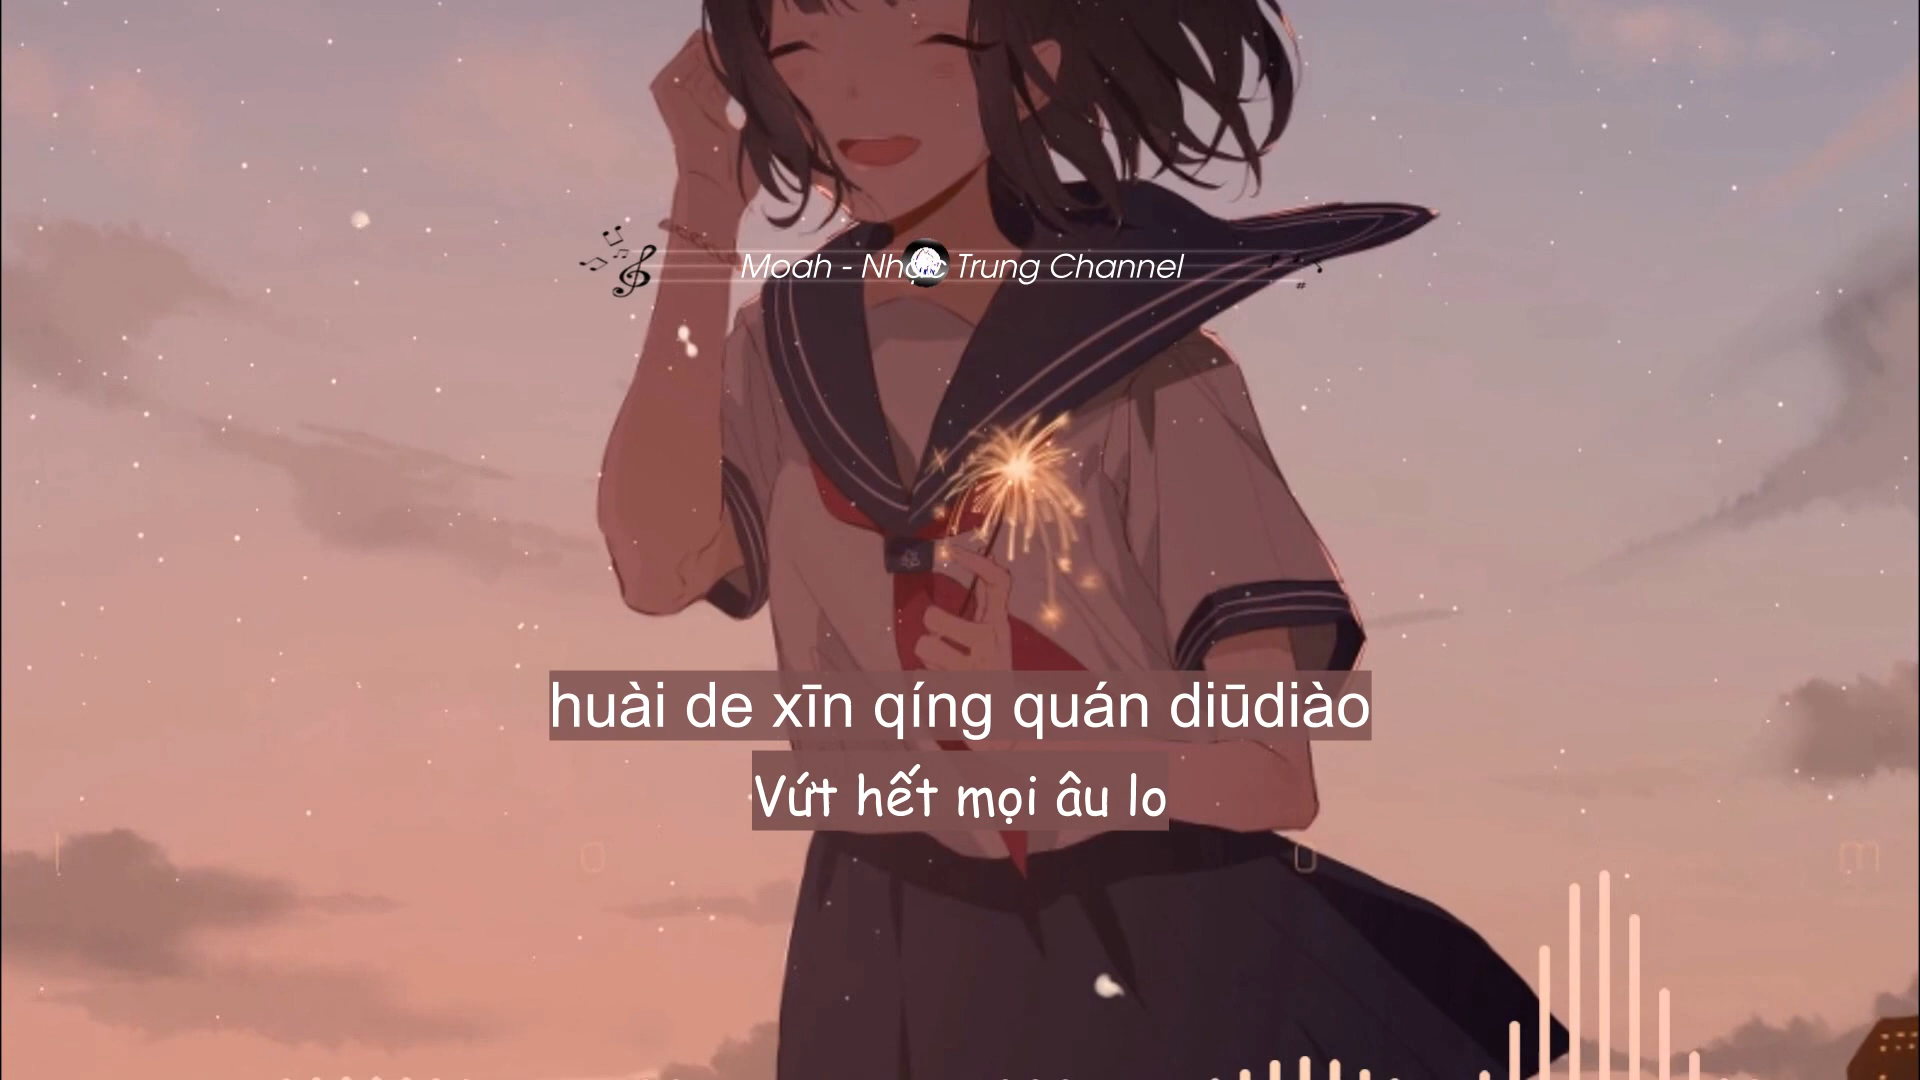 Moah - Nhạc Trung Channel
huài de xīn qíng quán diūdiào
Vứt hết mọi âu lo